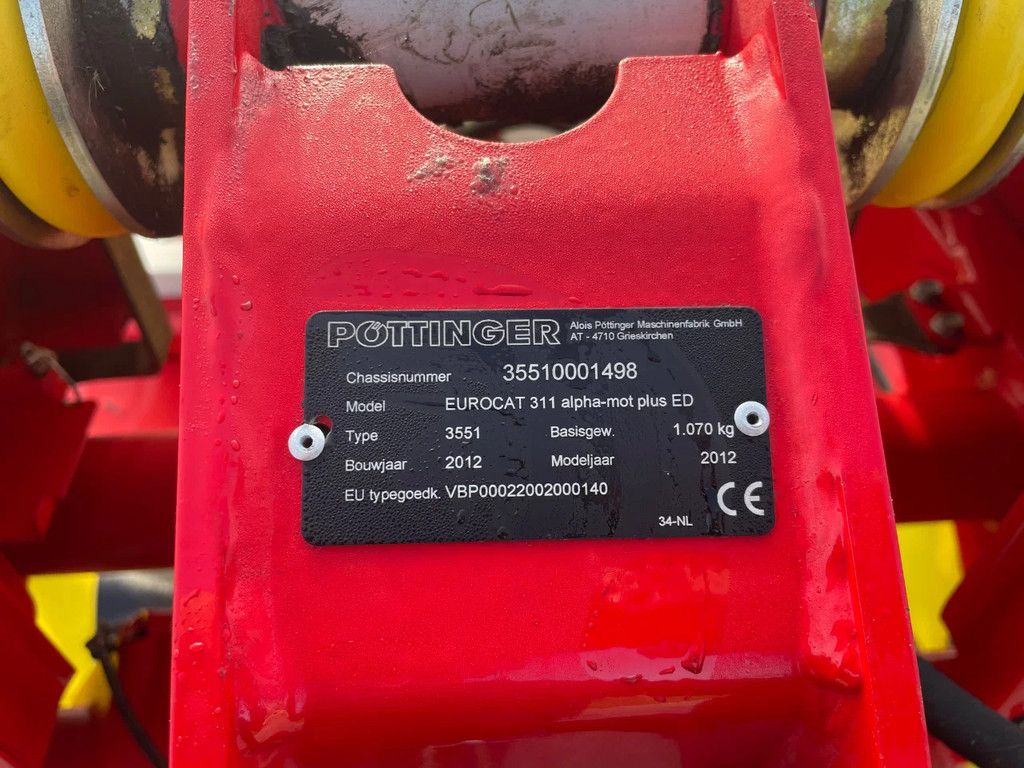 PÖTTINGER Alois Pöttinger Maschinenfabrik GmbH
AT - 4710 Grieskirchen
Chassisnummer 35510001498
Model EUROCAT 311 alpha-mot plus ED
Type 3551 Basisgew. 1.070 kg
Bouwjaar 2012 Modeljaar 2012
EU typegoedk. VBP00022002000140
CE
34-NL